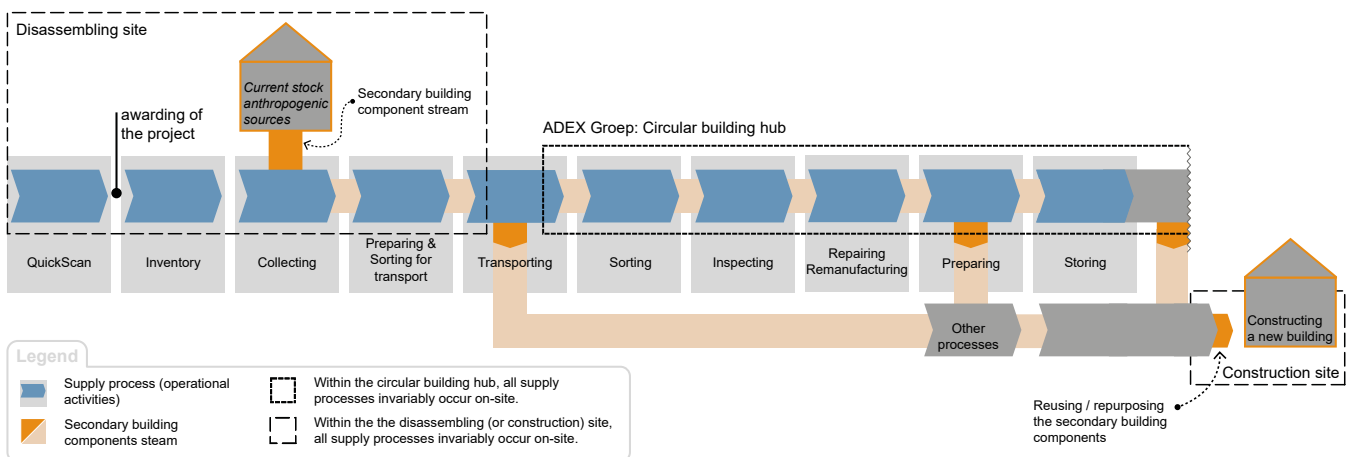 Disassembling site
Current stock
anthropogenic
sources
Secondary building
component stream
awarding of
the project
ADEX Groep: Circular building hub
QuickScan
Inventory
Collecting
Preparing &
Sorting for
transport
Transporting
Sorting
Inspecting
Repairing
Remanufacturing
Preparing
Storing
Other
processes
Constructing
a new building
Construction site
Reusing / repurposing
the secondary building
components
Legend
Supply process (operational
activities)
Secondary building
components steam
Within the circular building hub, all supply
processes invariably occur on-site.
Within the the disassembling (or construction) site,
all supply processes invariably occur on-site.